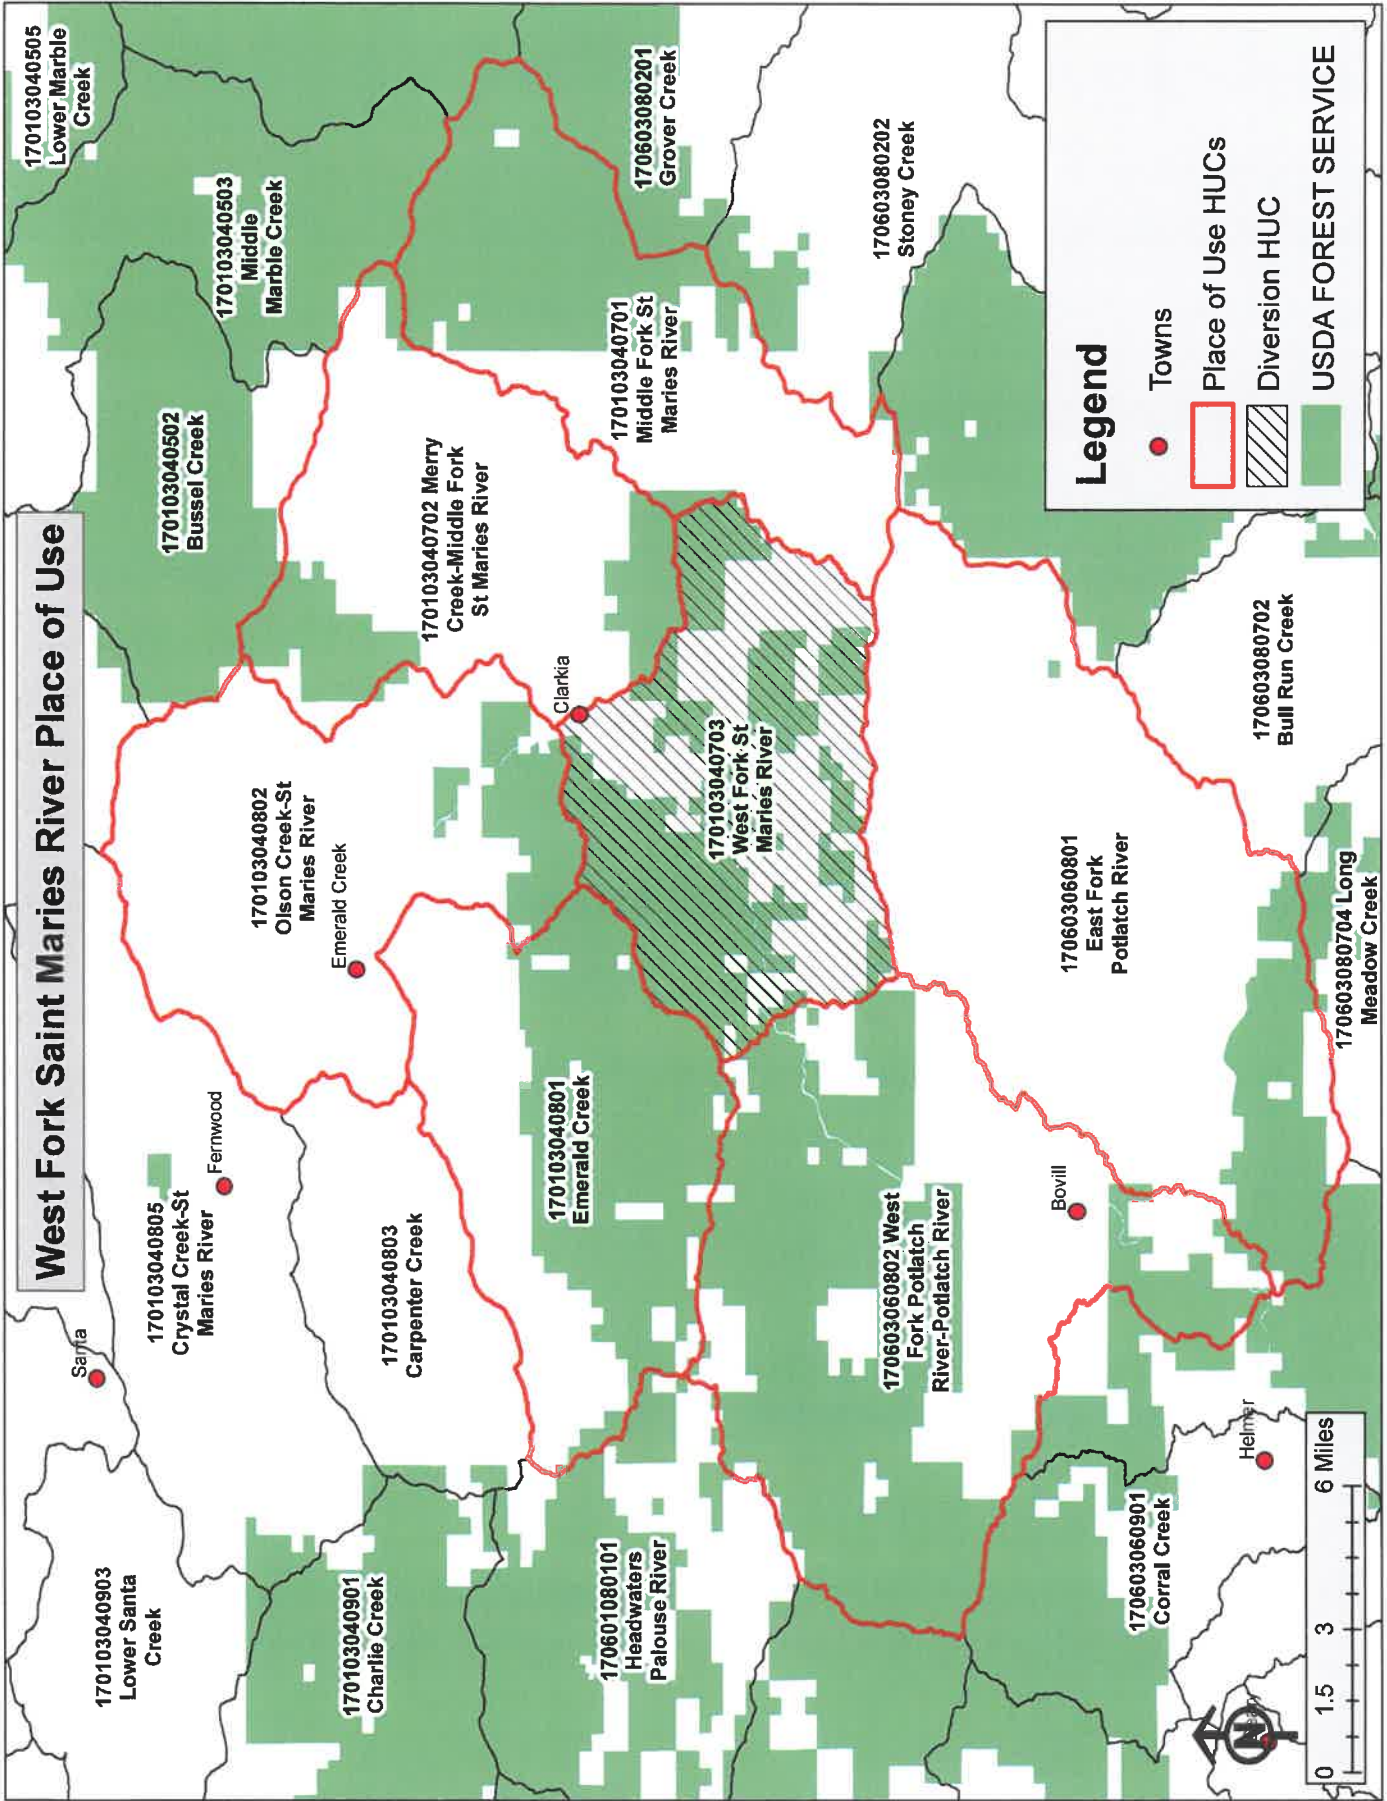 West Fork Saint Maries River Place of Use
Santa
170103040903
Lower Santa
Creek
170103040805
Crystal Creek-St
Maries River
Fernwood
170103040802
Olson Creek-St
Maries River
Emerald Creek
170103040502
Bussel Creek
170103040503
Middle
Marble Creek
170103040505
Lower Marble
Creek
170103040901
Charlie Creek
170103040803
Carpenter Creek
170103040702 Merry
Creek-Middle Fork
St Maries River
Clarkia
170103040801
Emerald Creek
170601080101
Headwaters
Palouse River
170103040701
Middle Fork St
Maries River
170603080201
Grover Creek
170103040703
West Fork St
Maries River
170603080202
Stoney Creek
170603060802 West
Fork Potlatch
River-Potlatch River
Bovill
170603060801
East Fork
Potlatch River
170603060901
Corral Creek
Helmer
170603080702
Bull Run Creek
170603080704 Long
Meadow Creek
N
0 1.5 3 6 Miles
Legend
Towns
Place of Use HUCs
Diversion HUC
USDA FOREST SERVICE